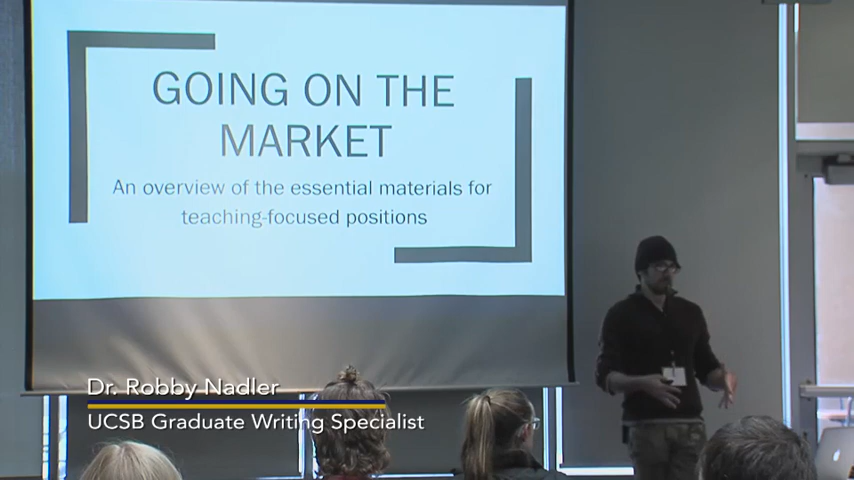 GOING ON THE
MARKET
An overview of the essential materials for
teaching-focused positions
Dr. Robby Nadler
UCSB Graduate Writing Specialist